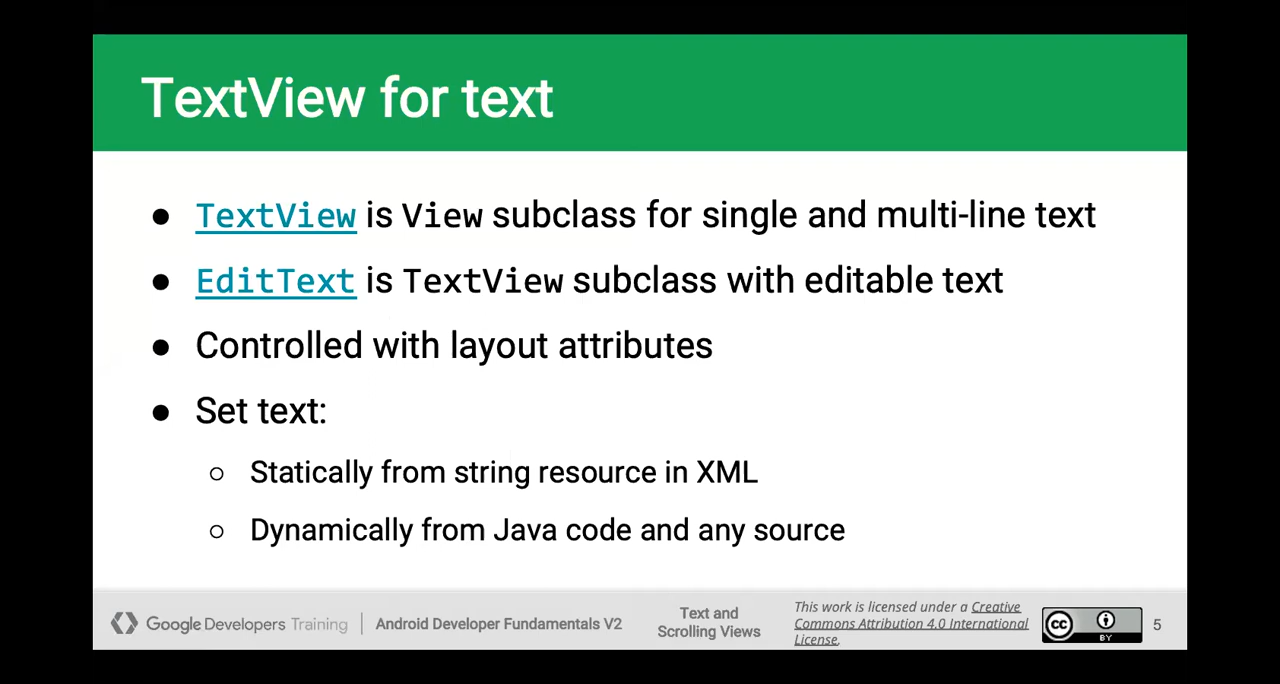 TextView for text
● TextView is View subclass for single and multi-line text
● EditText is TextView subclass with editable text
● Controlled with layout attributes
● Set text:
○ Statically from string resource in XML
○ Dynamically from Java code and any source
Google Developers Training
Android Developer Fundamentals V2
Text and
Scrolling Views
This work is licensed under a Creative
Commons Attribution 4.0 International
License.
cc
BY
5